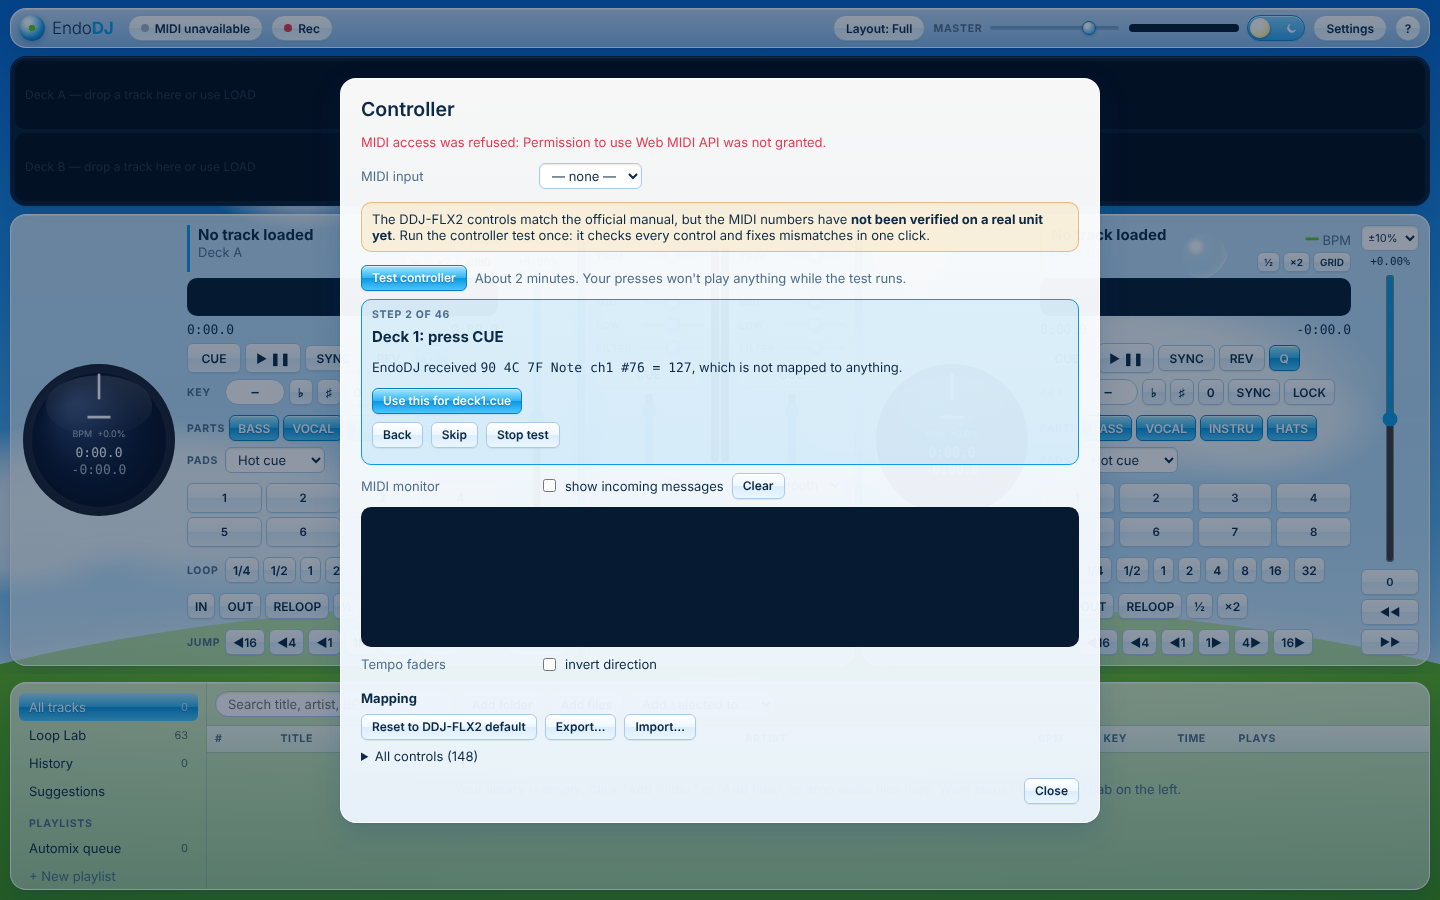 EndoDJ
MIDI unavailable
Rec
Layout: Full
MASTER
Settings
?
Deck A — drop a track here or use LOAD
Deck B — drop a track here or use LOAD
Controller
MIDI access was refused: Permission to use Web MIDI API was not granted.
MIDI input
— none —
The DDJ-FLX2 controls match the official manual, but the MIDI numbers have not been verified on a real unit
yet. Run the controller test once: it checks every control and fixes mismatches in one click.
Test controller
About 2 minutes. Your presses won't play anything while the test runs.
STEP 2 OF 46
Deck 1: press CUE
EndoDJ received 90 4C 7F Note ch1 #76 = 127, which is not mapped to anything.
Use this for deck1.cue
Back
Skip
Stop test
MIDI monitor
show incoming messages
Clear
Tempo faders
invert direction
Mapping
Reset to DDJ-FLX2 default
Export...
Import...
▶ All controls (148)
Close
No track loaded
Deck A
0:00.0
CUE
▶ ❚❚
SYN
KEY
–
♭
♯
PARTS
BASS
VOCAL
PADS
Hot cue
1
2
5
6
LOOP
1/4
1/2
1
2
IN
OUT
RELOOP
JUMP
◀16
◀4
◀1
BPM +0.0%
0:00.0
-0:00.0
ck loaded
— BPM
±10%
½
×2
GRID
+0.00%
-0:00.0
▶ ❚❚
SYNC
REV
Q
–
♭
♯
0
SYNC
LOCK
ASS
VOCAL
INSTRU
HATS
ot cue
2
3
4
6
7
8
1/2
1
2
4
8
16
32
UT
RELOOP
½
×2
16
◀4
◀1
1▶
4▶
16▶
0
◀◀
▶▶
All tracks 0
Loop Lab 63
History 0
Suggestions
PLAYLISTS
Automix queue 0
+ New playlist
Search title, artist,
#
TITLE
KEY
TIME
PLAYS
ab on the left.